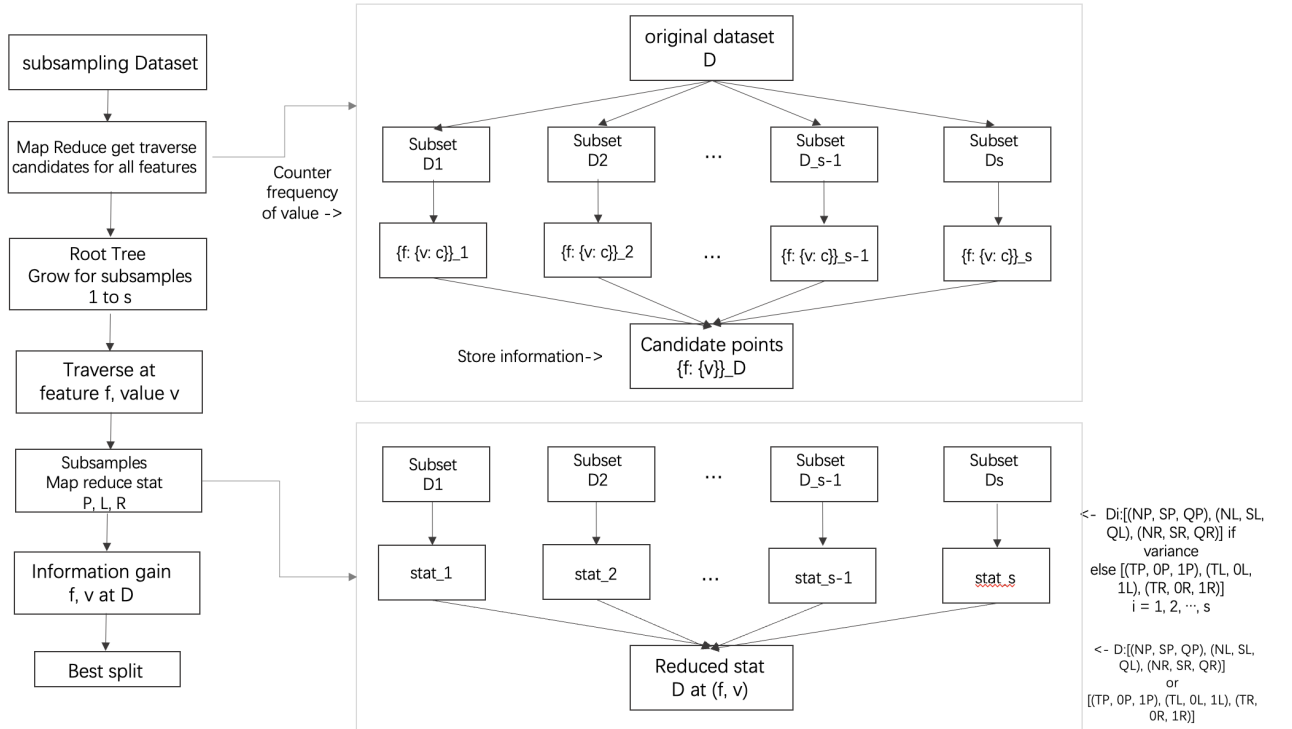 subsampling Dataset
Map Reduce get traverse
candidates for all features
Root Tree
Grow for subsamples
1 to s
Traverse at
feature f, value v
Subsamples
Map reduce stat
P, L, R
Information gain
f, v at D
Best split
Counter
frequency
of value ->
original dataset
D
Subset
D1
Subset
D2
...
Subset
D_s-1
Subset
Ds
{f: {v: c}}_1
{f: {v: c}}_2
...
{f: {v: c}}_s-1
{f: {v: c}}_s
Store information->
Candidate points
{f: {v}}_D
Subset
D1
Subset
D2
...
Subset
D_s-1
Subset
Ds
stat_1
stat_2
...
stat_s-1
stat_s
Reduced stat
D at (f, v)
<- Di:[(NP, SP, QP), (NL, SL,
QL), (NR, SR, QR)] if
variance
else [(TP, 0P, 1P), (TL, 0L,
1L), (TR, 0R, 1R)]
i = 1, 2, ···, s
<- D:[(NP, SP, QP), (NL, SL,
QL), (NR, SR, QR)]
or
[(TP, 0P, 1P), (TL, 0L, 1L), (TR,
0R, 1R)]